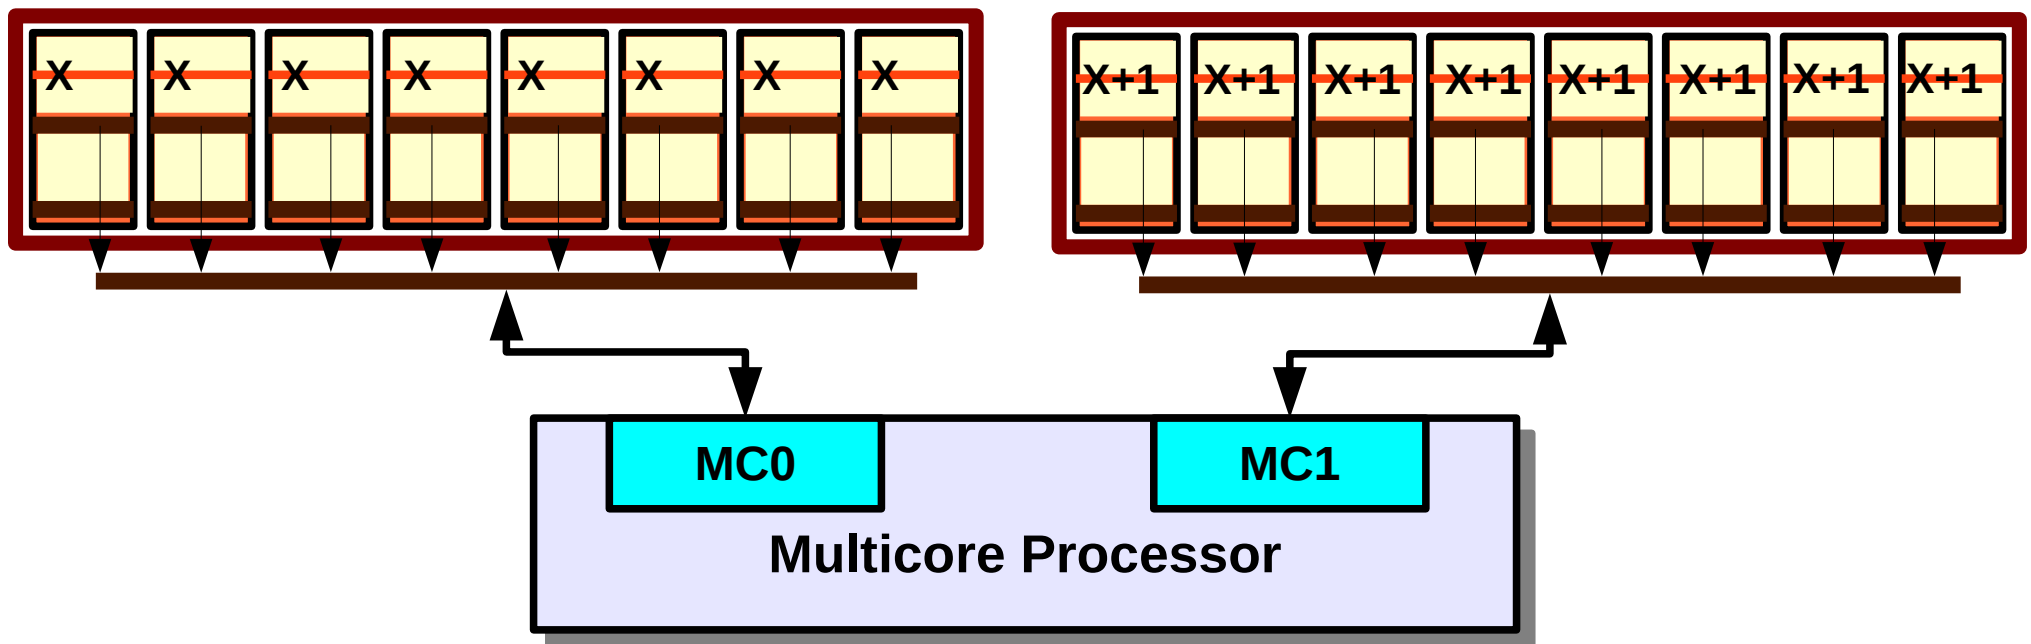 X X X X X X X X X+1 X+1 X+1 X+1 X+1 X+1 X+1 X+1
MC0 MC1
Multicore Processor